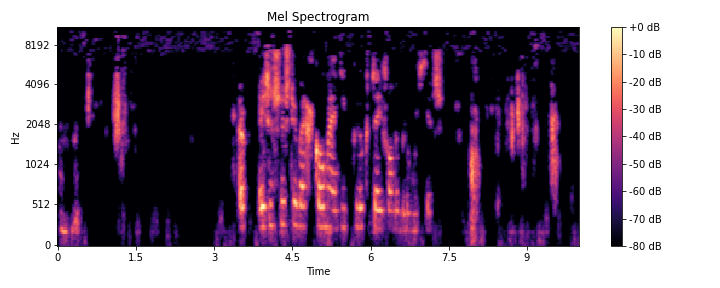 Mel Spectrogram
Hz
8192
4096
2048
1024
512
0
0 1.5 3 4.5 6 7.5 9
Time
+0 dB
-10 dB
-20 dB
-30 dB
-40 dB
-50 dB
-60 dB
-70 dB
-80 dB